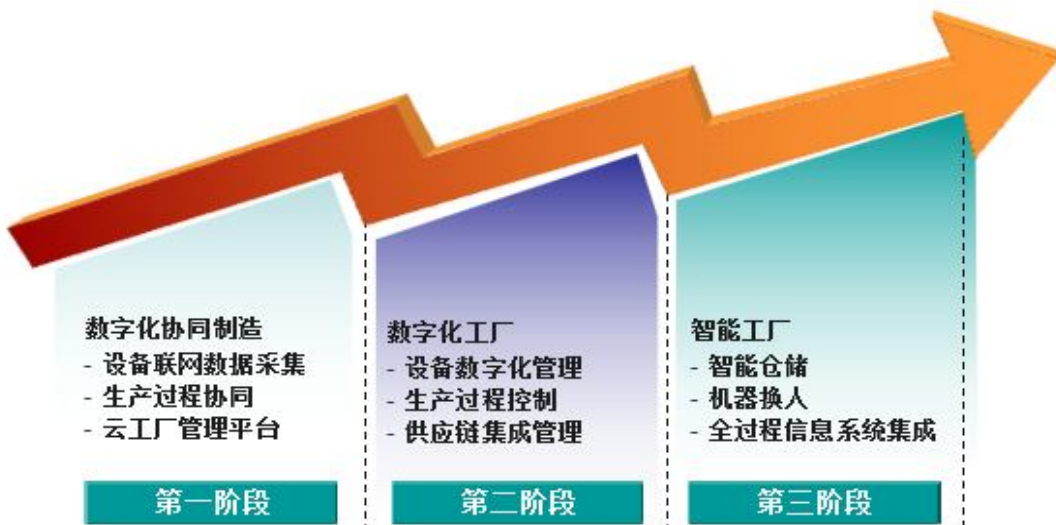 数字化协同制造
- 设备联网数据采集
- 生产过程协同
- 云工厂管理平台
第一阶段
数字化工厂
- 设备数字化管理
- 生产过程控制
- 供应链集成管理
第二阶段
智能工厂
- 智能仓储
- 机器换人
- 全过程信息系统集成
第三阶段